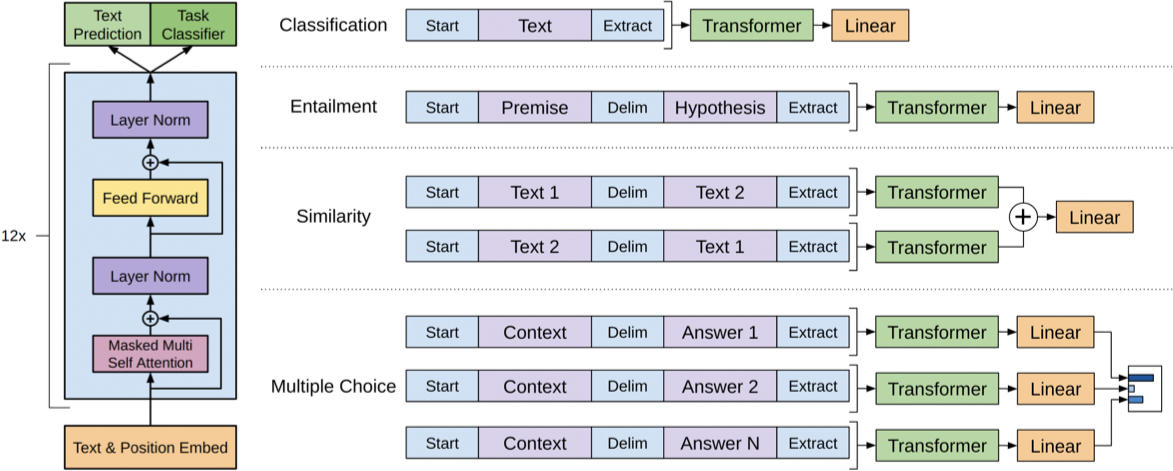 Text
Prediction
Task
Classifier
12x
Layer Norm
+
Feed Forward
Layer Norm
+
Masked Multi
Self Attention
Text & Position Embed
Classification
Start Text Extract Transformer Linear
Entailment
Start Premise Delim Hypothesis Extract Transformer Linear
Similarity
Start Text 1 Delim Text 2 Extract Transformer
+ Linear
Start Text 2 Delim Text 1 Extract Transformer
Multiple Choice
Start Context Delim Answer 1 Extract Transformer Linear
Start Context Delim Answer 2 Extract Transformer Linear
Start Context Delim Answer N Extract Transformer Linear